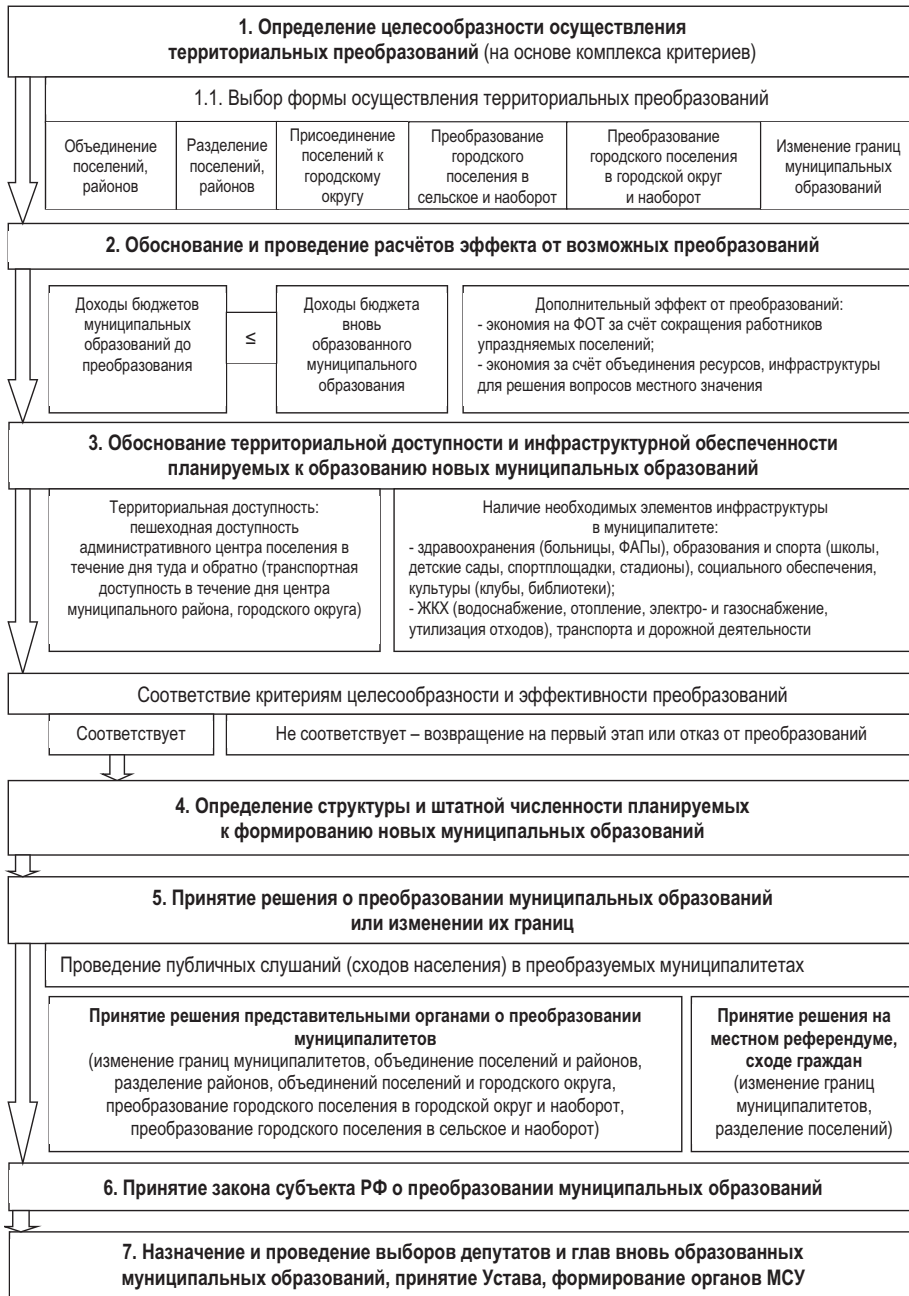 1. Определение целесообразности осуществления
территориальных преобразований (на основе комплекса критериев)
1.1. Выбор формы осуществления территориальных преобразований
Объединение
поселений,
районов
Разделение
поселений,
районов
Присоединение
поселений к
городскому
округу
Преобразование
городского
поселения в
сельское и наоборот
Преобразование
городского поселения
в городской округ
и наоборот
Изменение границ
муниципальных
образований
2. Обоснование и проведение расчётов эффекта от возможных преобразований
Доходы бюджетов
муниципальных
образований до
преобразования
≤
Доходы бюджета
вновь
образованного
муниципального
образования
Дополнительный эффект от преобразований:
- экономия на ФОТ за счёт сокращения работников
упраздняемых поселений;
- экономия за счёт объединения ресурсов, инфраструктуры
для решения вопросов местного значения
3. Обоснование территориальной доступности и инфраструктурной обеспеченности
планируемых к образованию новых муниципальных образований
Территориальная доступность:
пешеходная доступность
административного центра поселения в
течение дня туда и обратно (транспортная
доступность в течение дня центра
муниципального района, городского округа)
Наличие необходимых элементов инфраструктуры
в муниципалитете:
- здравоохранения (больницы, ФАПы), образования и спорта (школы,
детские сады, спортплощадки, стадионы), социального обеспечения,
культуры (клубы, библиотеки);
- ЖКХ (водоснабжение, отопление, электро- и газоснабжение,
утилизация отходов), транспорта и дорожной деятельности
Соответствие критериям целесообразности и эффективности преобразований
Соответствует
Не соответствует – возвращение на первый этап или отказ от преобразований
4. Определение структуры и штатной численности планируемых
к формированию новых муниципальных образований
5. Принятие решения о преобразовании муниципальных образований
или изменении их границ
Проведение публичных слушаний (сходов населения) в преобразуемых муниципалитетах
Принятие решения представительными органами о преобразовании
муниципалитетов
(изменение границ муниципалитетов, объединение поселений и районов,
разделение районов, объединений поселений и городского округа,
преобразование городского поселения в городской округ и наоборот,
преобразование городского поселения в сельское и наоборот)
Принятие решения на
местном референдуме,
сходе граждан
(изменение границ
муниципалитетов,
разделение поселений)
6. Принятие закона субъекта РФ о преобразовании муниципальных образований
7. Назначение и проведение выборов депутатов и глав вновь образованных
муниципальных образований, принятие Устава, формирование органов МСУ